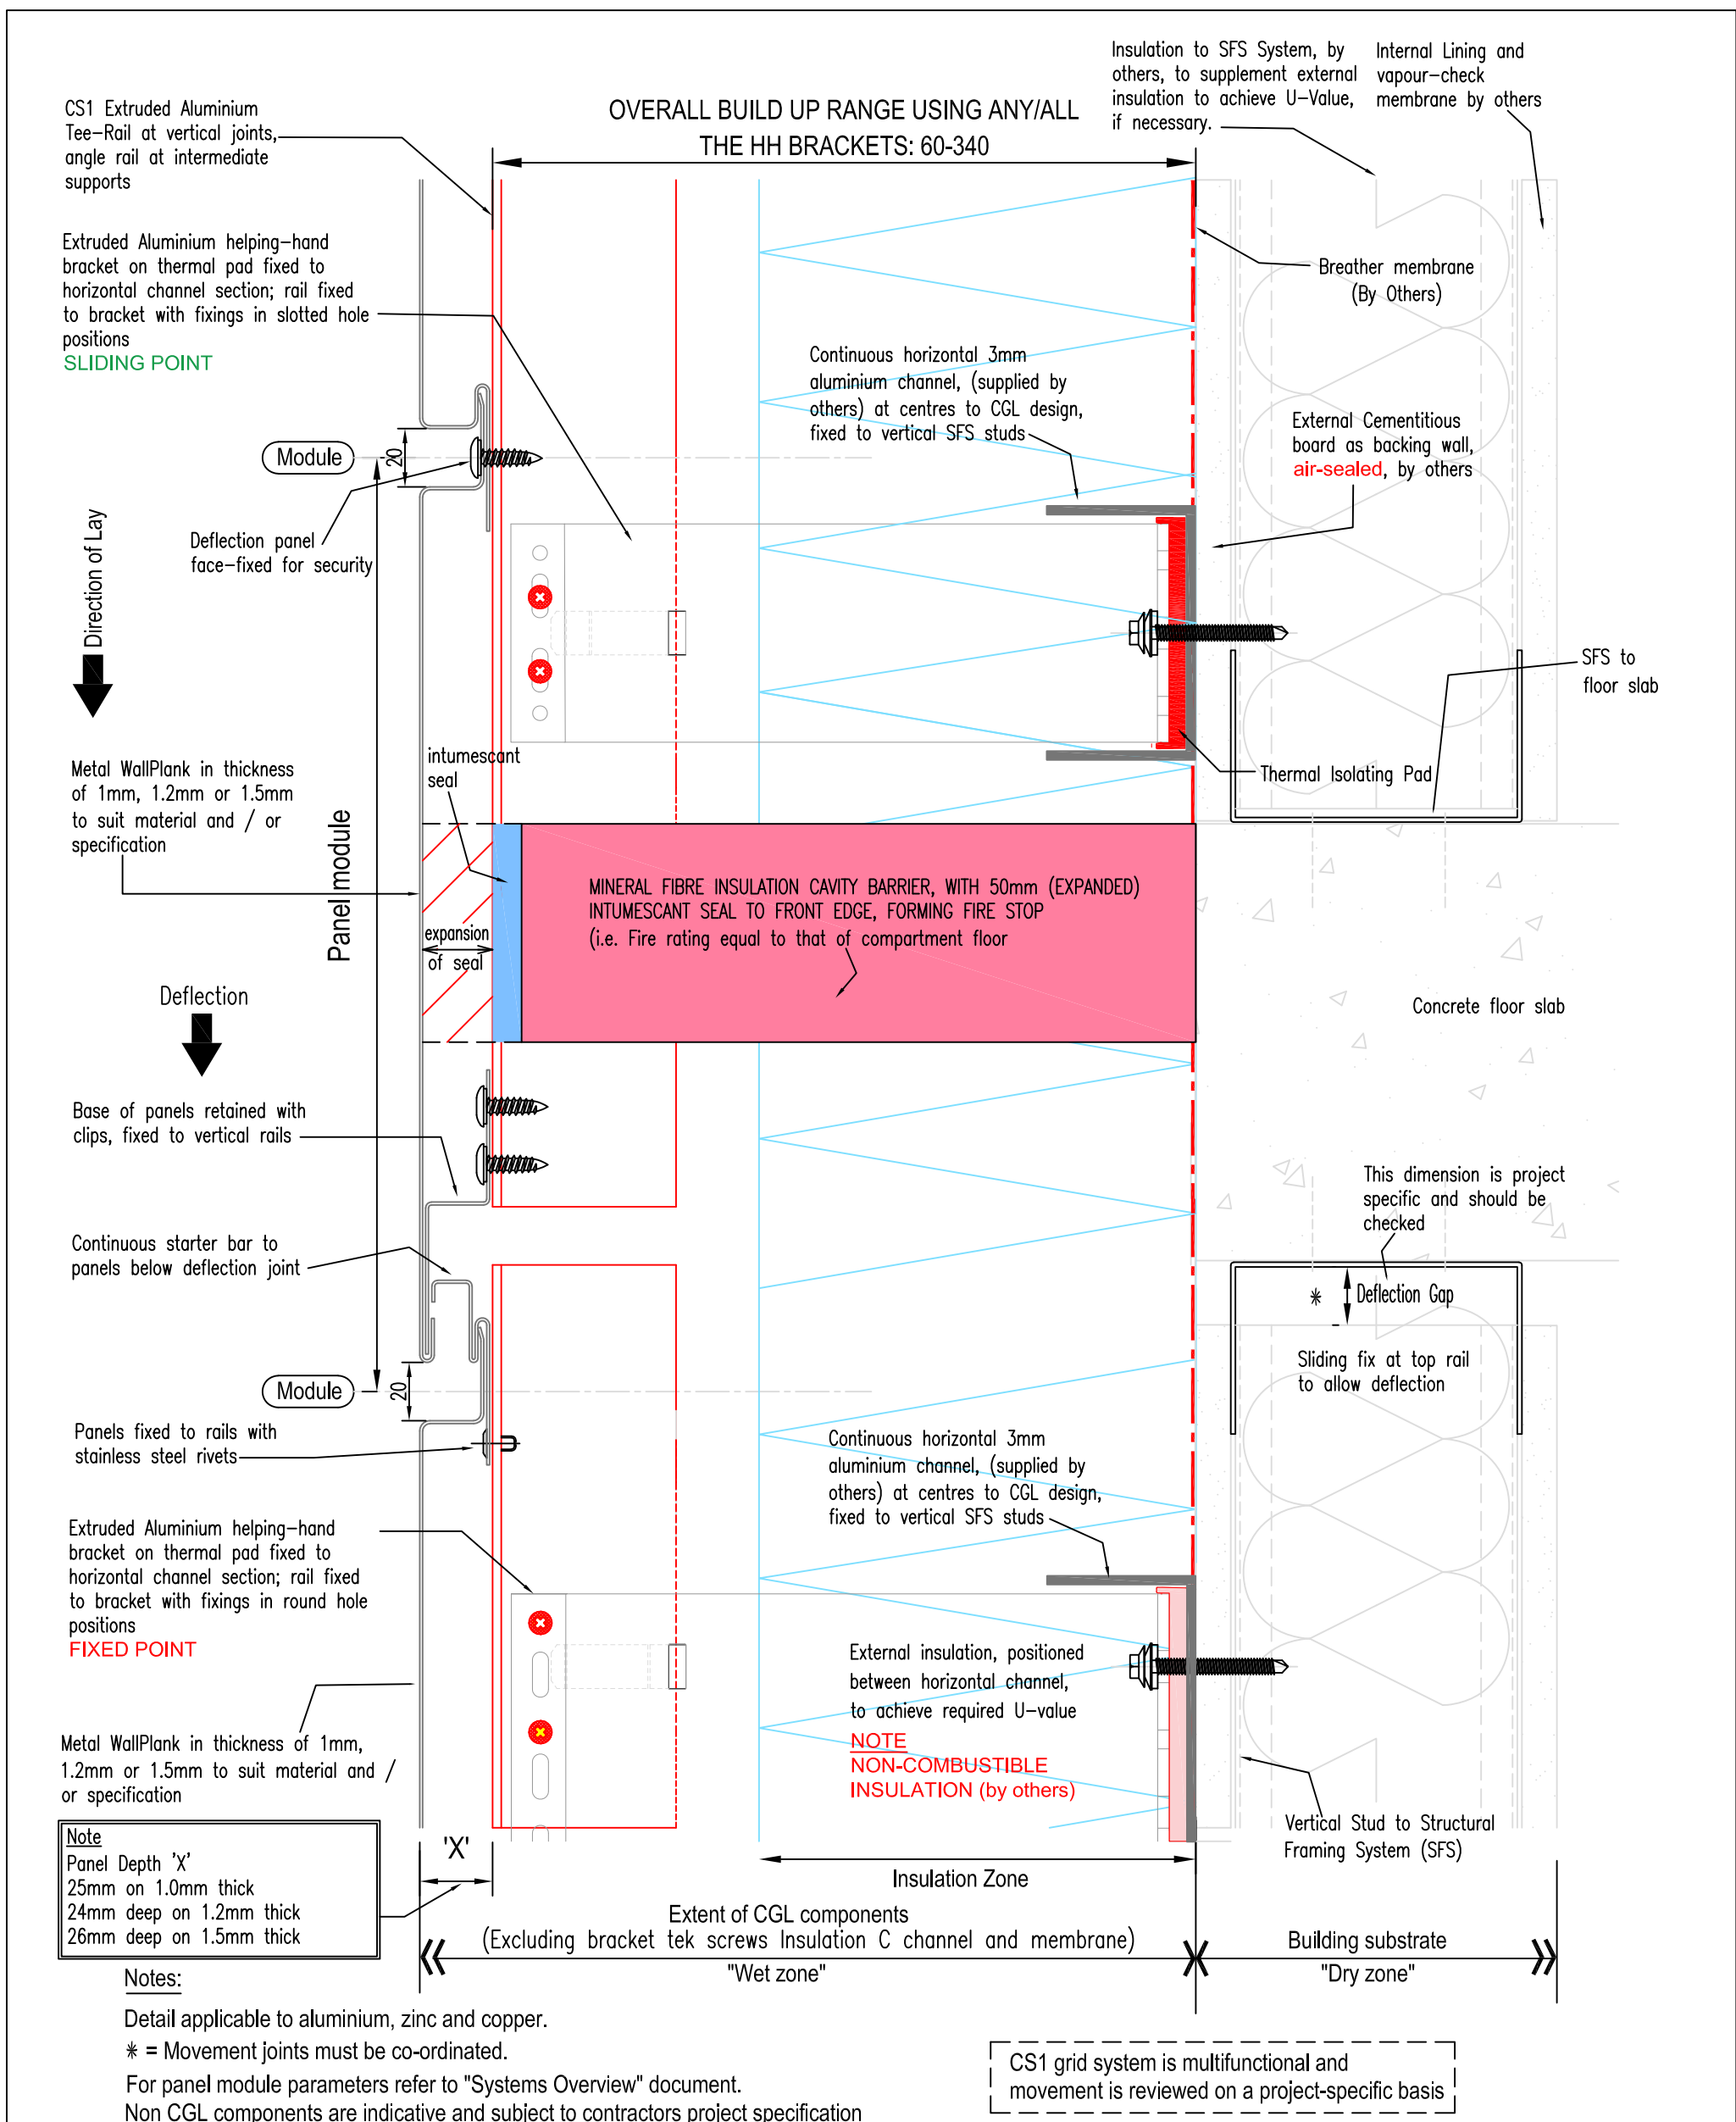 CS1 Extruded Aluminium
Tee-Rail at vertical joints,
angle rail at intermediate
supports
OVERALL BUILD UP RANGE USING ANY/ALL
THE HH BRACKETS: 60-340
Insulation to SFS System, by
others, to supplement external
insulation to achieve U-Value,
if necessary.
Internal Lining and
vapour-check
membrane by others
Extruded Aluminium helping-hand
bracket on thermal pad fixed to
horizontal channel section; rail fixed
to bracket with fixings in slotted hole
positions
SLIDING POINT
Breather membrane
(By Others)
Continuous horizontal 3mm
aluminium channel, (supplied by
others) at centres to CGL design,
fixed to vertical SFS studs
External Cementitious
board as backing wall,
air-sealed, by others
Module
20
Direction of Lay
Deflection panel
face-fixed for security
SFS to
floor slab
Metal WallPlank in thickness
of 1mm, 1.2mm or 1.5mm
to suit material and / or
specification
intumescant
seal
Thermal Isolating Pad
Panel module
MINERAL FIBRE INSULATION CAVITY BARRIER, WITH 50mm (EXPANDED)
INTUMESCANT SEAL TO FRONT EDGE, FORMING FIRE STOP
(i.e. Fire rating equal to that of compartment floor
expansion
of seal
Deflection
Concrete floor slab
Base of panels retained with
clips, fixed to vertical rails
This dimension is project
specific and should be
checked
Continuous starter bar to
panels below deflection joint
* Deflection Gap
Sliding fix at top rail
to allow deflection
Module
20
Panels fixed to rails with
stainless steel rivets
Continuous horizontal 3mm
aluminium channel, (supplied by
others) at centres to CGL design,
fixed to vertical SFS studs
Extruded Aluminium helping-hand
bracket on thermal pad fixed to
horizontal channel section; rail fixed
to bracket with fixings in round hole
positions
FIXED POINT
External insulation, positioned
between horizontal channel,
to achieve required U-value
NOTE
NON-COMBUSTIBLE
INSULATION (by others)
Metal WallPlank in thickness of 1mm,
1.2mm or 1.5mm to suit material and /
or specification
Vertical Stud to Structural
Framing System (SFS)
Note
Panel Depth 'X'
25mm on 1.0mm thick
24mm deep on 1.2mm thick
26mm deep on 1.5mm thick
'X'
Insulation Zone
Extent of CGL components
(Excluding bracket tek screws Insulation C channel and membrane)
"Wet zone"
Building substrate
"Dry zone"
Notes:
Detail applicable to aluminium, zinc and copper.
* = Movement joints must be co-ordinated.
For panel module parameters refer to "Systems Overview" document.
Non CGL components are indicative and subject to contractors project specification
CS1 grid system is multifunctional and
movement is reviewed on a project-specific basis